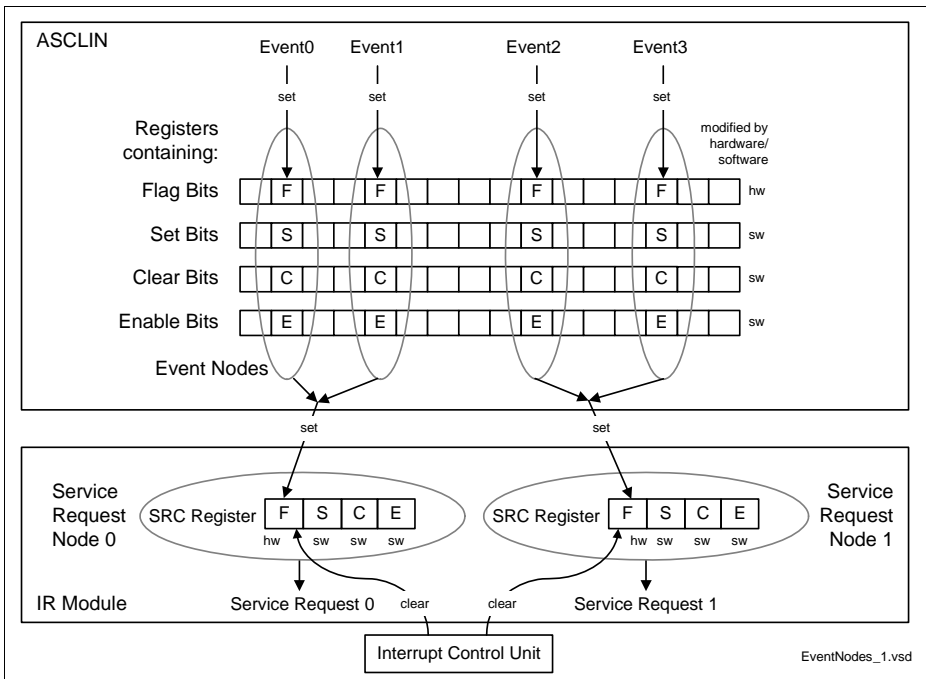 ASCLIN
Event0 Event1 Event2 Event3
set set set set
Registers
containing:
modified by
hardware/
software
Flag Bits F F F F hw
Set Bits S S S S sw
Clear Bits C C C C sw
Enable Bits E E E E sw
Event Nodes
set set
Service
Request
Node 0
SRC Register F S C E
hw sw sw sw
SRC Register F S C E
hw sw sw sw
Service
Request
Node 1
IR Module
Service Request 0 clear clear Service Request 1
Interrupt Control Unit
EventNodes_1.vsd